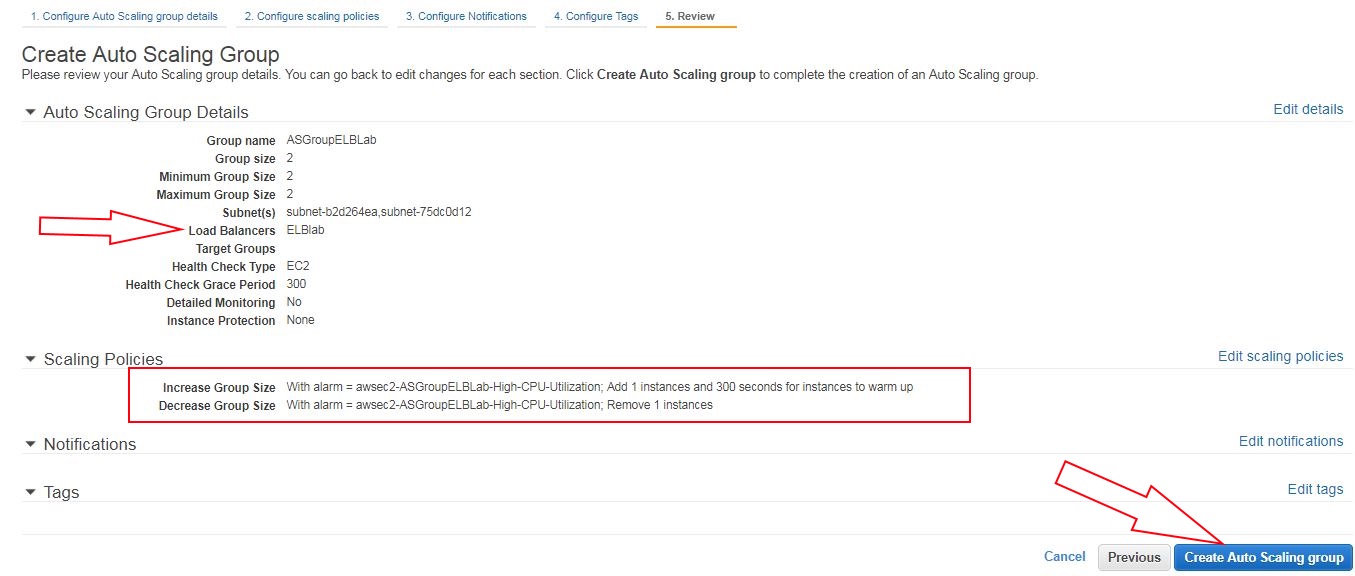 1. Configure Auto Scaling group details 2. Configure scaling policies 3. Configure Notifications 4. Configure Tags 5. Review
Create Auto Scaling Group
Please review your Auto Scaling group details. You can go back to edit changes for each section. Click Create Auto Scaling group to complete the creation of an Auto Scaling group.
Auto Scaling Group Details Edit details
Group name ASGroupELBLab
Group size 2
Minimum Group Size 2
Maximum Group Size 2
Subnet(s) subnet-b2d264ea,subnet-75dc0d12
Load Balancers ELBlab
Target Groups
Health Check Type EC2
Health Check Grace Period 300
Detailed Monitoring No
Instance Protection None
Scaling Policies Edit scaling policies
Increase Group Size With alarm = awsec2-ASGroupELBLab-High-CPU-Utilization; Add 1 instances and 300 seconds for instances to warm up
Decrease Group Size With alarm = awsec2-ASGroupELBLab-High-CPU-Utilization; Remove 1 instances
Notifications Edit notifications
Tags Edit tags
Cancel Previous Create Auto Scaling group